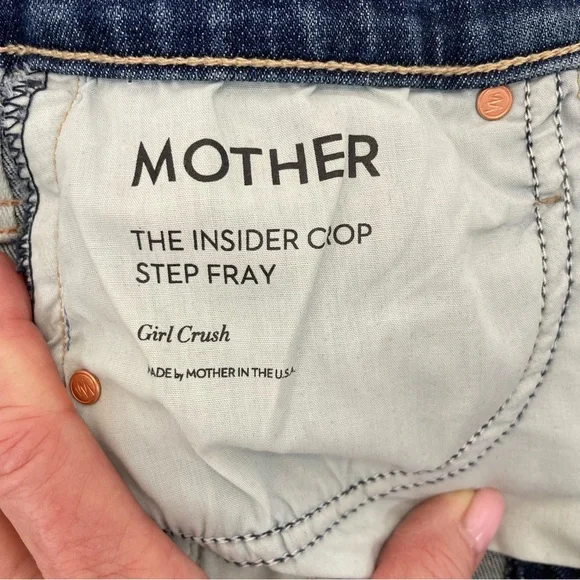 MOTHER
THE INSIDER CROP
STEP FRAY
Girl Crush
MADE by MOTHER IN THE U.S.A.